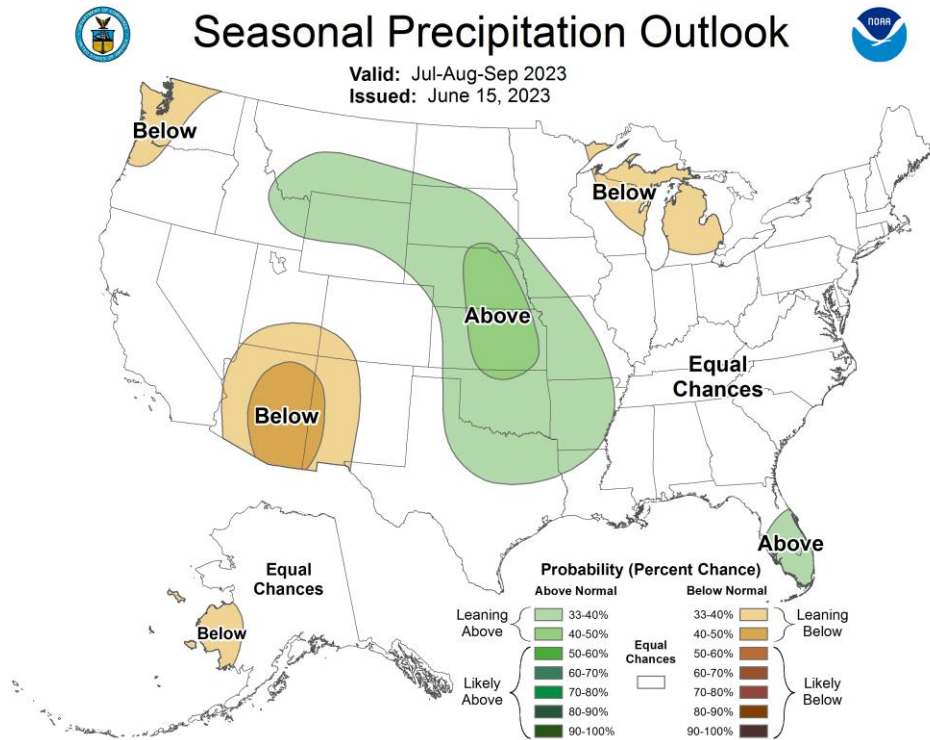 Seasonal Precipitation Outlook
NOAA
Valid: Jul-Aug-Sep 2023
Issued: June 15, 2023
Below
Below
Above
Equal
Chances
Below
Above
Equal
Chances
Below
Probability (Percent Chance)
Above Normal Below Normal
Leaning
Above
33-40%
40-50%
Likely
Above
50-60%
60-70%
70-80%
80-90%
90-100%
Equal
Chances
33-40%
40-50%
Leaning
Below
50-60%
60-70%
70-80%
80-90%
90-100%
Likely
Below